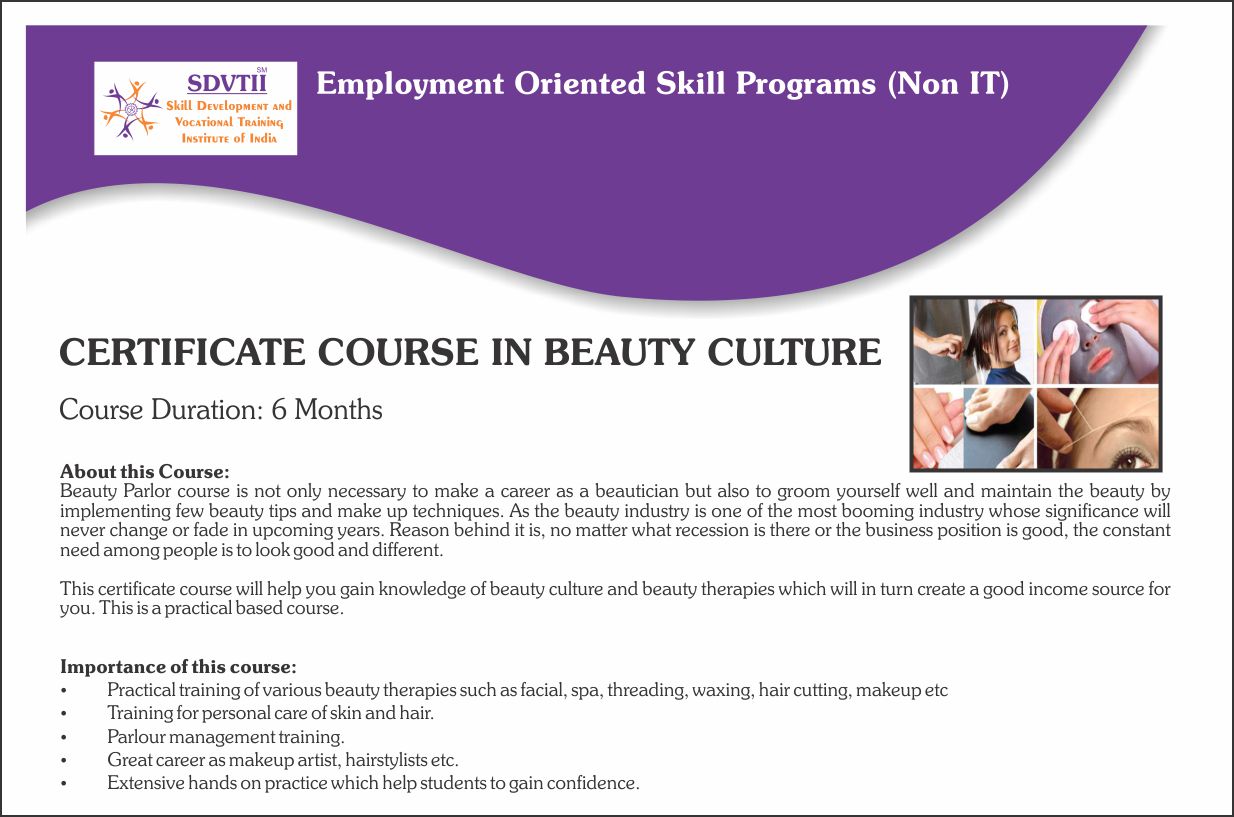 SDVTII SM
Skill Development and
Vocational Training
Institute of India
Employment Oriented Skill Programs (Non IT)
CERTIFICATE COURSE IN BEAUTY CULTURE
Course Duration: 6 Months
About this Course:
Beauty Parlor course is not only necessary to make a career as a beautician but also to groom yourself well and maintain the beauty by
implementing few beauty tips and make up techniques. As the beauty industry is one of the most booming industry whose significance will
never change or fade in upcoming years. Reason behind it is, no matter what recession is there or the business position is good, the constant
need among people is to look good and different.
This certificate course will help you gain knowledge of beauty culture and beauty therapies which will in turn create a good income source for
you. This is a practical based course.
Importance of this course:
• Practical training of various beauty therapies such as facial, spa, threading, waxing, hair cutting, makeup etc
• Training for personal care of skin and hair.
• Parlour management training.
• Great career as makeup artist, hairstylists etc.
• Extensive hands on practice which help students to gain confidence.